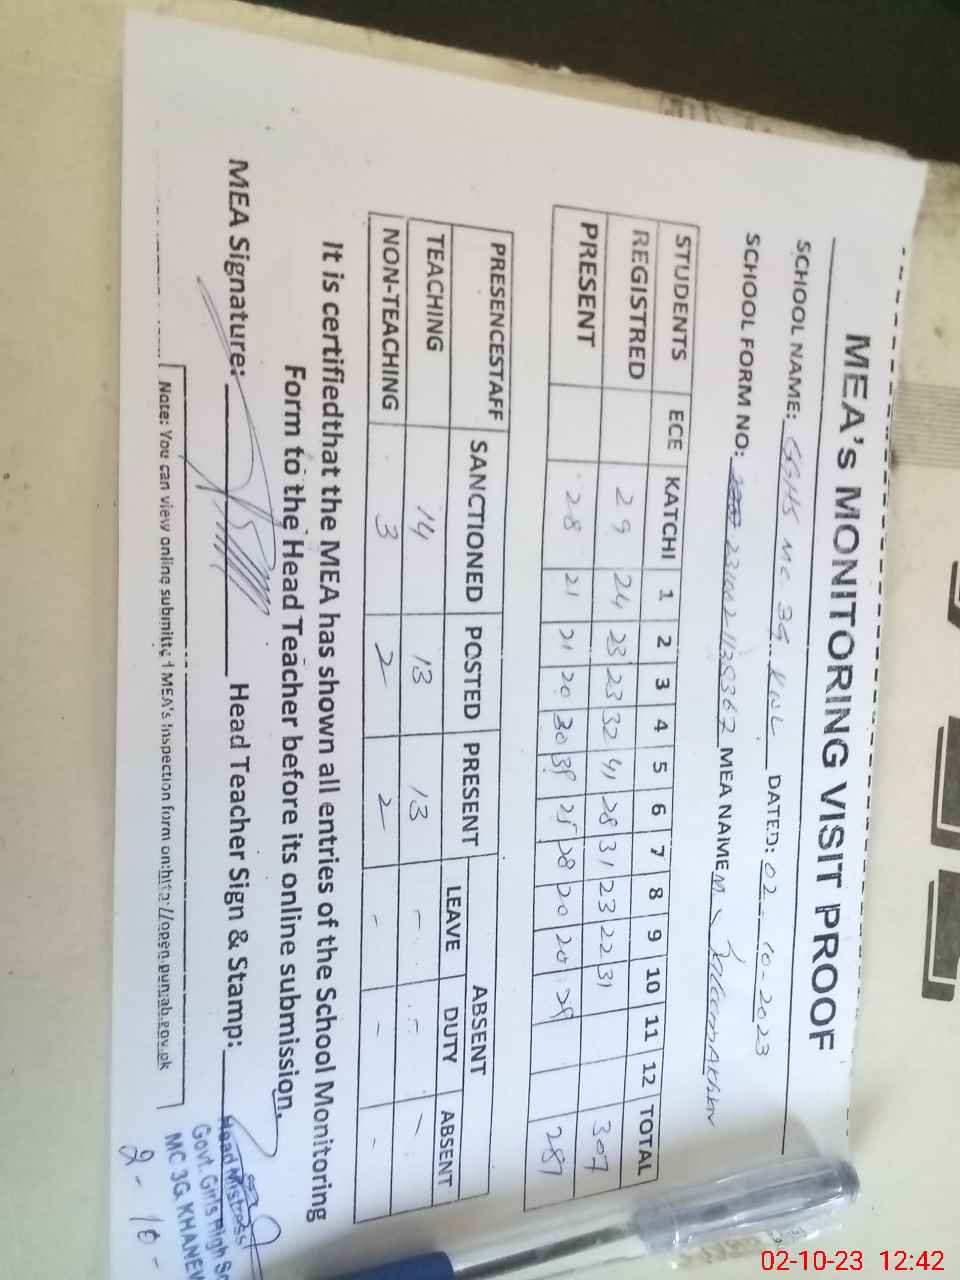 MEA'S MONITORING VISIT PROOF
SCHOOL NAME: GGHS MC 3G KWL DATED: 02-10-2023
SCHOOL FORM NO: MEA NAME M. Akhtar
STUDENTS ECE KATCHI 1 2 3 4 5 6 7 8 9 10 11 12 TOTAL
REGISTRED 29 24 23 23 32 41 28 31 23 22 31 307
PRESENT 28 21 21 20 30 39 25 28 20 20 29 281
PRESENCESTAFF SANCTIONED POSTED PRESENT ABSENT
LEAVE DUTY ABSENT
TEACHING 14 13 13 - - -
NON-TEACHING 3 2 2 - - -
It is certifiedthat the MEA has shown all entries of the School Monitoring
Form to the Head Teacher before its online submission.
MEA Signature: Head Teacher Sign & Stamp:
Head Mistress
Govt. Girls High Sc
MC 3G. KHANEW
2-10-
Note: You can view online submitted MEA's Inspection form on:http://open.punjab.gov.pk
02-10-23 12:42